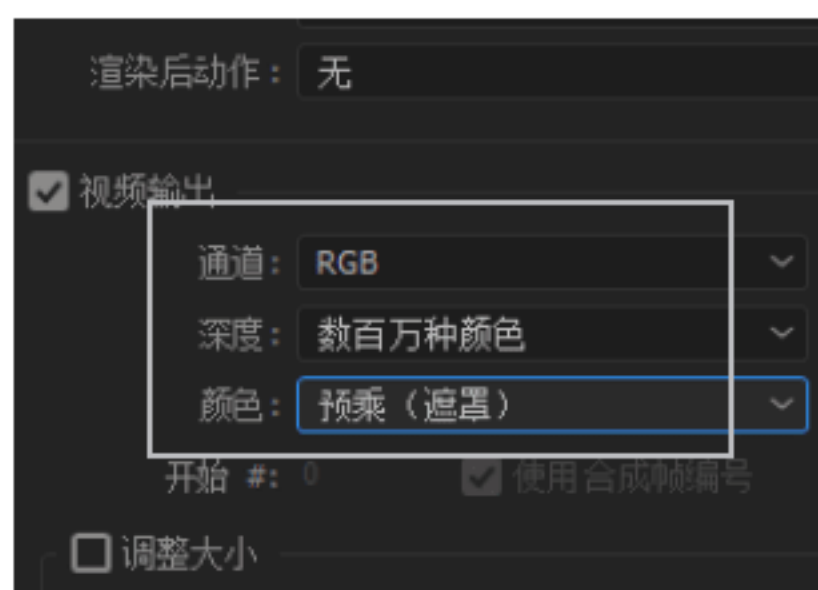 渲染后动作： 无
视频输出
通道： RGB
深度： 数百万种颜色
颜色： 预乘（遮罩）
开始 #: 0 使用合成帧编号
调整大小